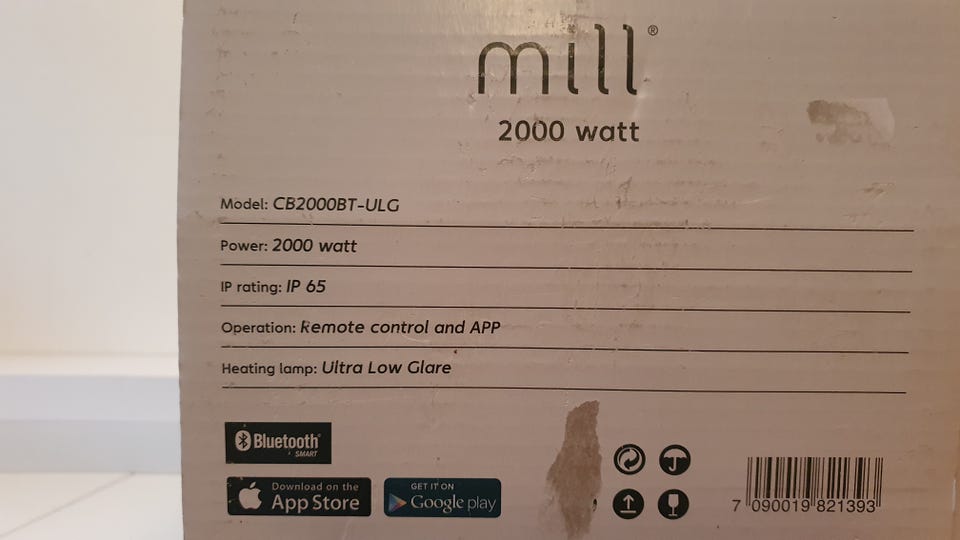 mill®
2000 watt
Model: CB2000BT-ULG
Power: 2000 watt
IP rating: IP 65
Operation: Remote control and APP
Heating lamp: Ultra Low Glare
Bluetooth®
SMART
Download on the
App Store
GET IT ON
Google play
7 090019 821393